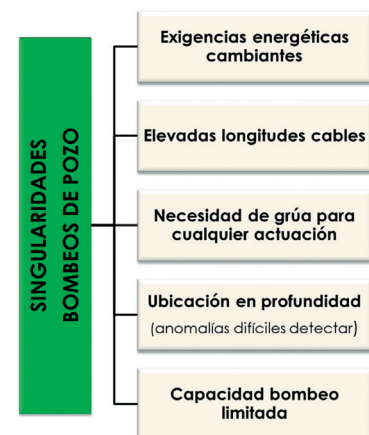 SINGULARIDADES
BOMBEOS DE POZO
Exigencias energéticas
cambiantes
Elevadas longitudes cables
Necesidad de grúa para
cualquier actuación
Ubicación en profundidad
(anomalías difíciles detectar)
Capacidad bombeo
limitada